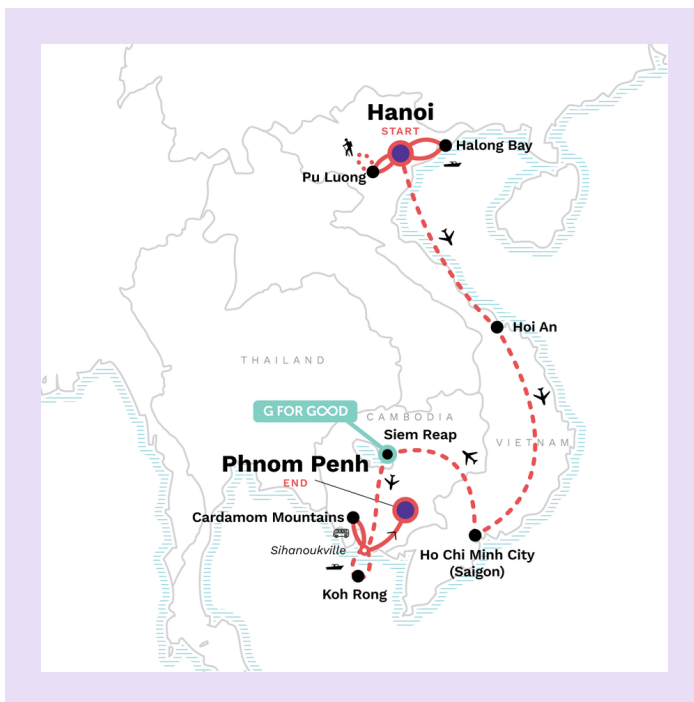 Hanoi
START
Halong Bay
Pu Luong
Hoi An
THAILAND
G FOR GOOD
CAMBODIA
Siem Reap
VIETNAM
Phnom Penh
END
Cardamom Mountains
Sihanoukville
Ho Chi Minh City
(Saigon)
Koh Rong